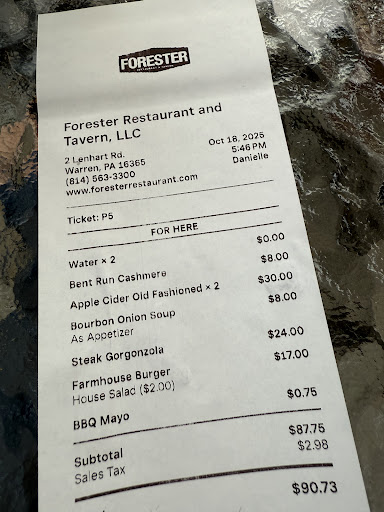 FORESTER
Forester Restaurant and
Tavern, LLC
2 Lenhart Rd.
Warren, PA 16365
(814) 563-3300
www.foresterrestaurant.com
Oct 18, 2025
5:46 PM
Danielle
Ticket: P5
FOR HERE
Water × 2 $0.00
Bent Run Cashmere $8.00
Apple Cider Old Fashioned × 2 $30.00
Bourbon Onion Soup $8.00
As Appetizer
Steak Gorgonzola $24.00
Farmhouse Burger $17.00
House Salad ($2.00)
BBQ Mayo $0.75
Subtotal $87.75
Sales Tax $2.98
$90.73